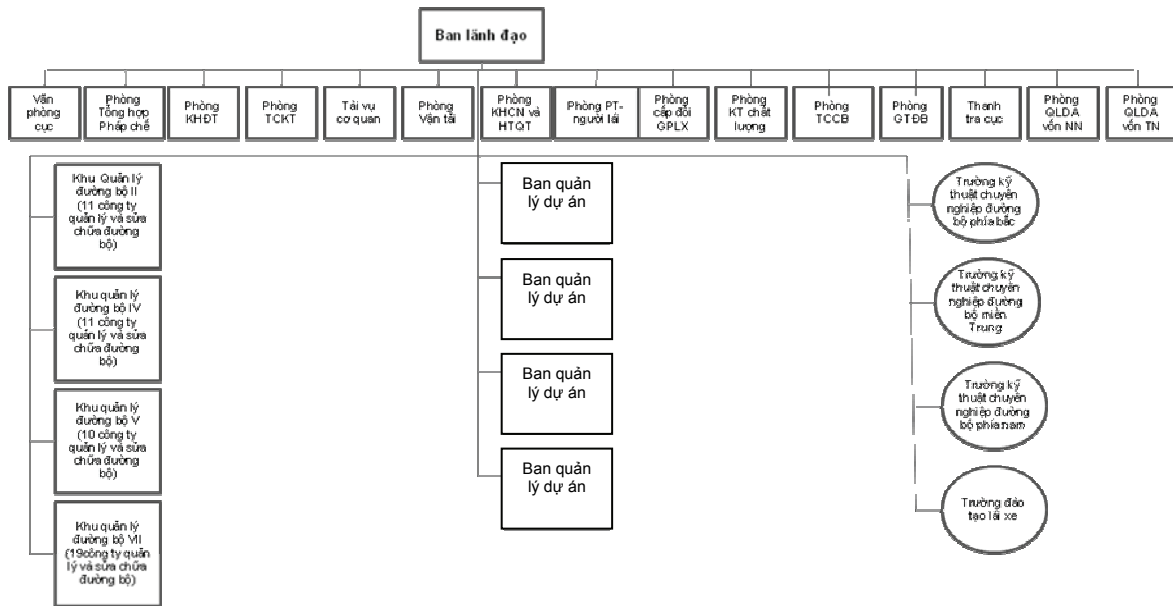 Ban lãnh đạo
Văn
phòng
cục
Phòng
Tổng hợp
Pháp chế
Phòng
KHĐT
Phòng
TCKT
Tài vụ
cơ quan
Phòng
Vận tải
Phòng
KHCN và
HTQT
Phòng PT-
người lái
Phòng
cấp đổi
GPLX
Phòng
KT chất
lượng
Phòng
TCCB
Phòng
GTĐB
Thanh
tra cục
Phòng
QLDA
vốn NN
Phòng
QLDA
vốn TN
Khu Quản lý
đường bộ II
(11 công ty
quản lý và sửa
chữa đường
bộ)
Khu quản lý
đường bộ IV
(11 công ty
quản lý và sửa
chữa đường
bộ)
Khu quản lý
đường bộ V
(10 công ty
quản lý và sửa
chữa đường
bộ)
Khu quản lý
đường bộ VII
(19công ty quản
lý và sửa chữa
đường bộ)
Ban quản
lý dự án
Ban quản
lý dự án
Ban quản
lý dự án
Ban quản
lý dự án
Trường kỹ
thuật chuyên
nghiệp đường
bộ phía bắc
Trường kỹ
thuật chuyên
nghiệp đường
bộ miền
Trung
Trường kỹ
thuật chuyên
nghiệp đường
bộ phía nam
Trường đào
tạo lái xe